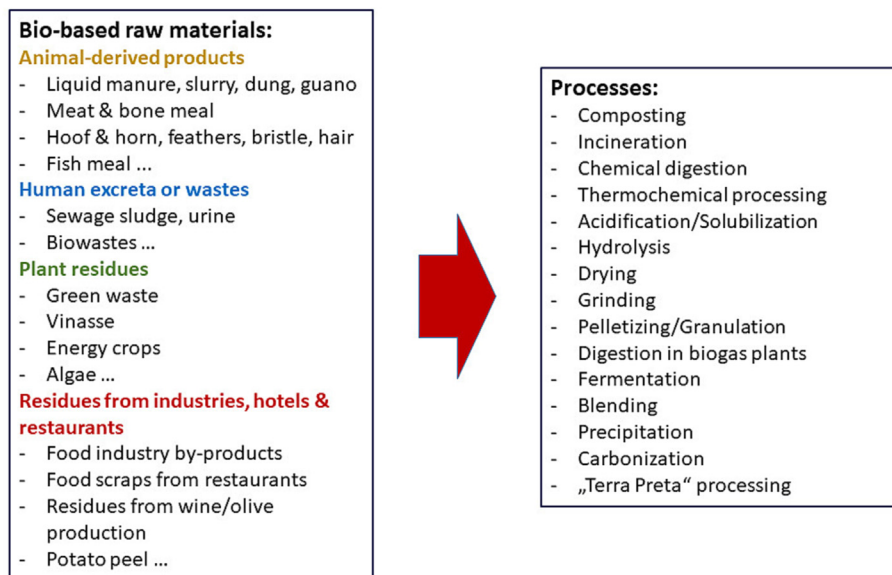 Bio-based raw materials:
Animal-derived products
- Liquid manure, slurry, dung, guano
- Meat & bone meal
- Hoof & horn, feathers, bristle, hair
- Fish meal ...
Human excreta or wastes
- Sewage sludge, urine
- Biowastes ...
Plant residues
- Green waste
- Vinasse
- Energy crops
- Algae ...
Residues from industries, hotels &
restaurants
- Food industry by-products
- Food scraps from restaurants
- Residues from wine/olive
production
- Potato peel ...
Processes:
- Composting
- Incineration
- Chemical digestion
- Thermochemical processing
- Acidification/Solubilization
- Hydrolysis
- Drying
- Grinding
- Pelletizing/Granulation
- Digestion in biogas plants
- Fermentation
- Blending
- Precipitation
- Carbonization
- „Terra Preta“ processing